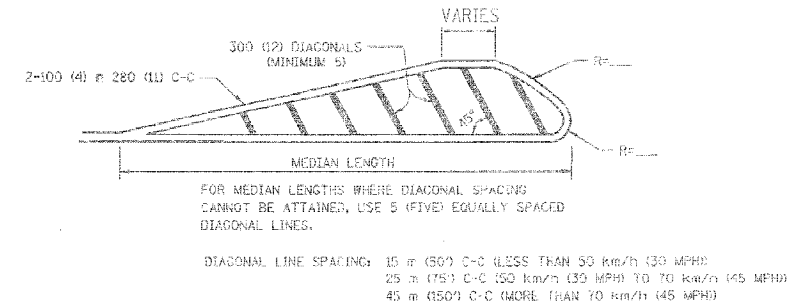 VARIES
300 (12) DIAGONALS
(MINIMUM 5)
2-100 (4) @ 280 (11) C-C
R=____
45°
R=____
MEDIAN LENGTH
FOR MEDIAN LENGTHS WHERE DIAGONAL SPACING
CANNOT BE ATTAINED, USE 5 (FIVE) EQUALLY SPACED
DIAGONAL LINES.
DIAGONAL LINE SPACING: 15 m (50') C-C (LESS THAN 50 km/h (30 MPH))
25 m (75') C-C (50 km/h (30 MPH) TO 70 km/h (45 MPH))
45 m (150') C-C (MORE THAN 70 km/h (45 MPH))